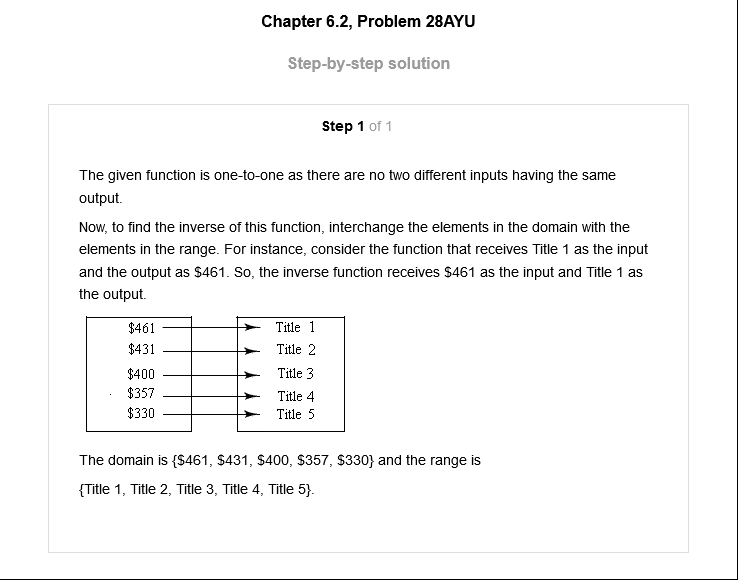 Chapter 6.2, Problem 28AYU
Step-by-step solution
Step 1 of 1
The given function is one-to-one as there are no two different inputs having the same
output.
Now, to find the inverse of this function, interchange the elements in the domain with the
elements in the range. For instance, consider the function that receives Title 1 as the input
and the output as $461. So, the inverse function receives $461 as the input and Title 1 as
the output.
$461 Title 1
$431 Title 2
$400 Title 3
$357 Title 4
$330 Title 5
The domain is {$461, $431, $400, $357, $330} and the range is
{Title 1, Title 2, Title 3, Title 4, Title 5}.